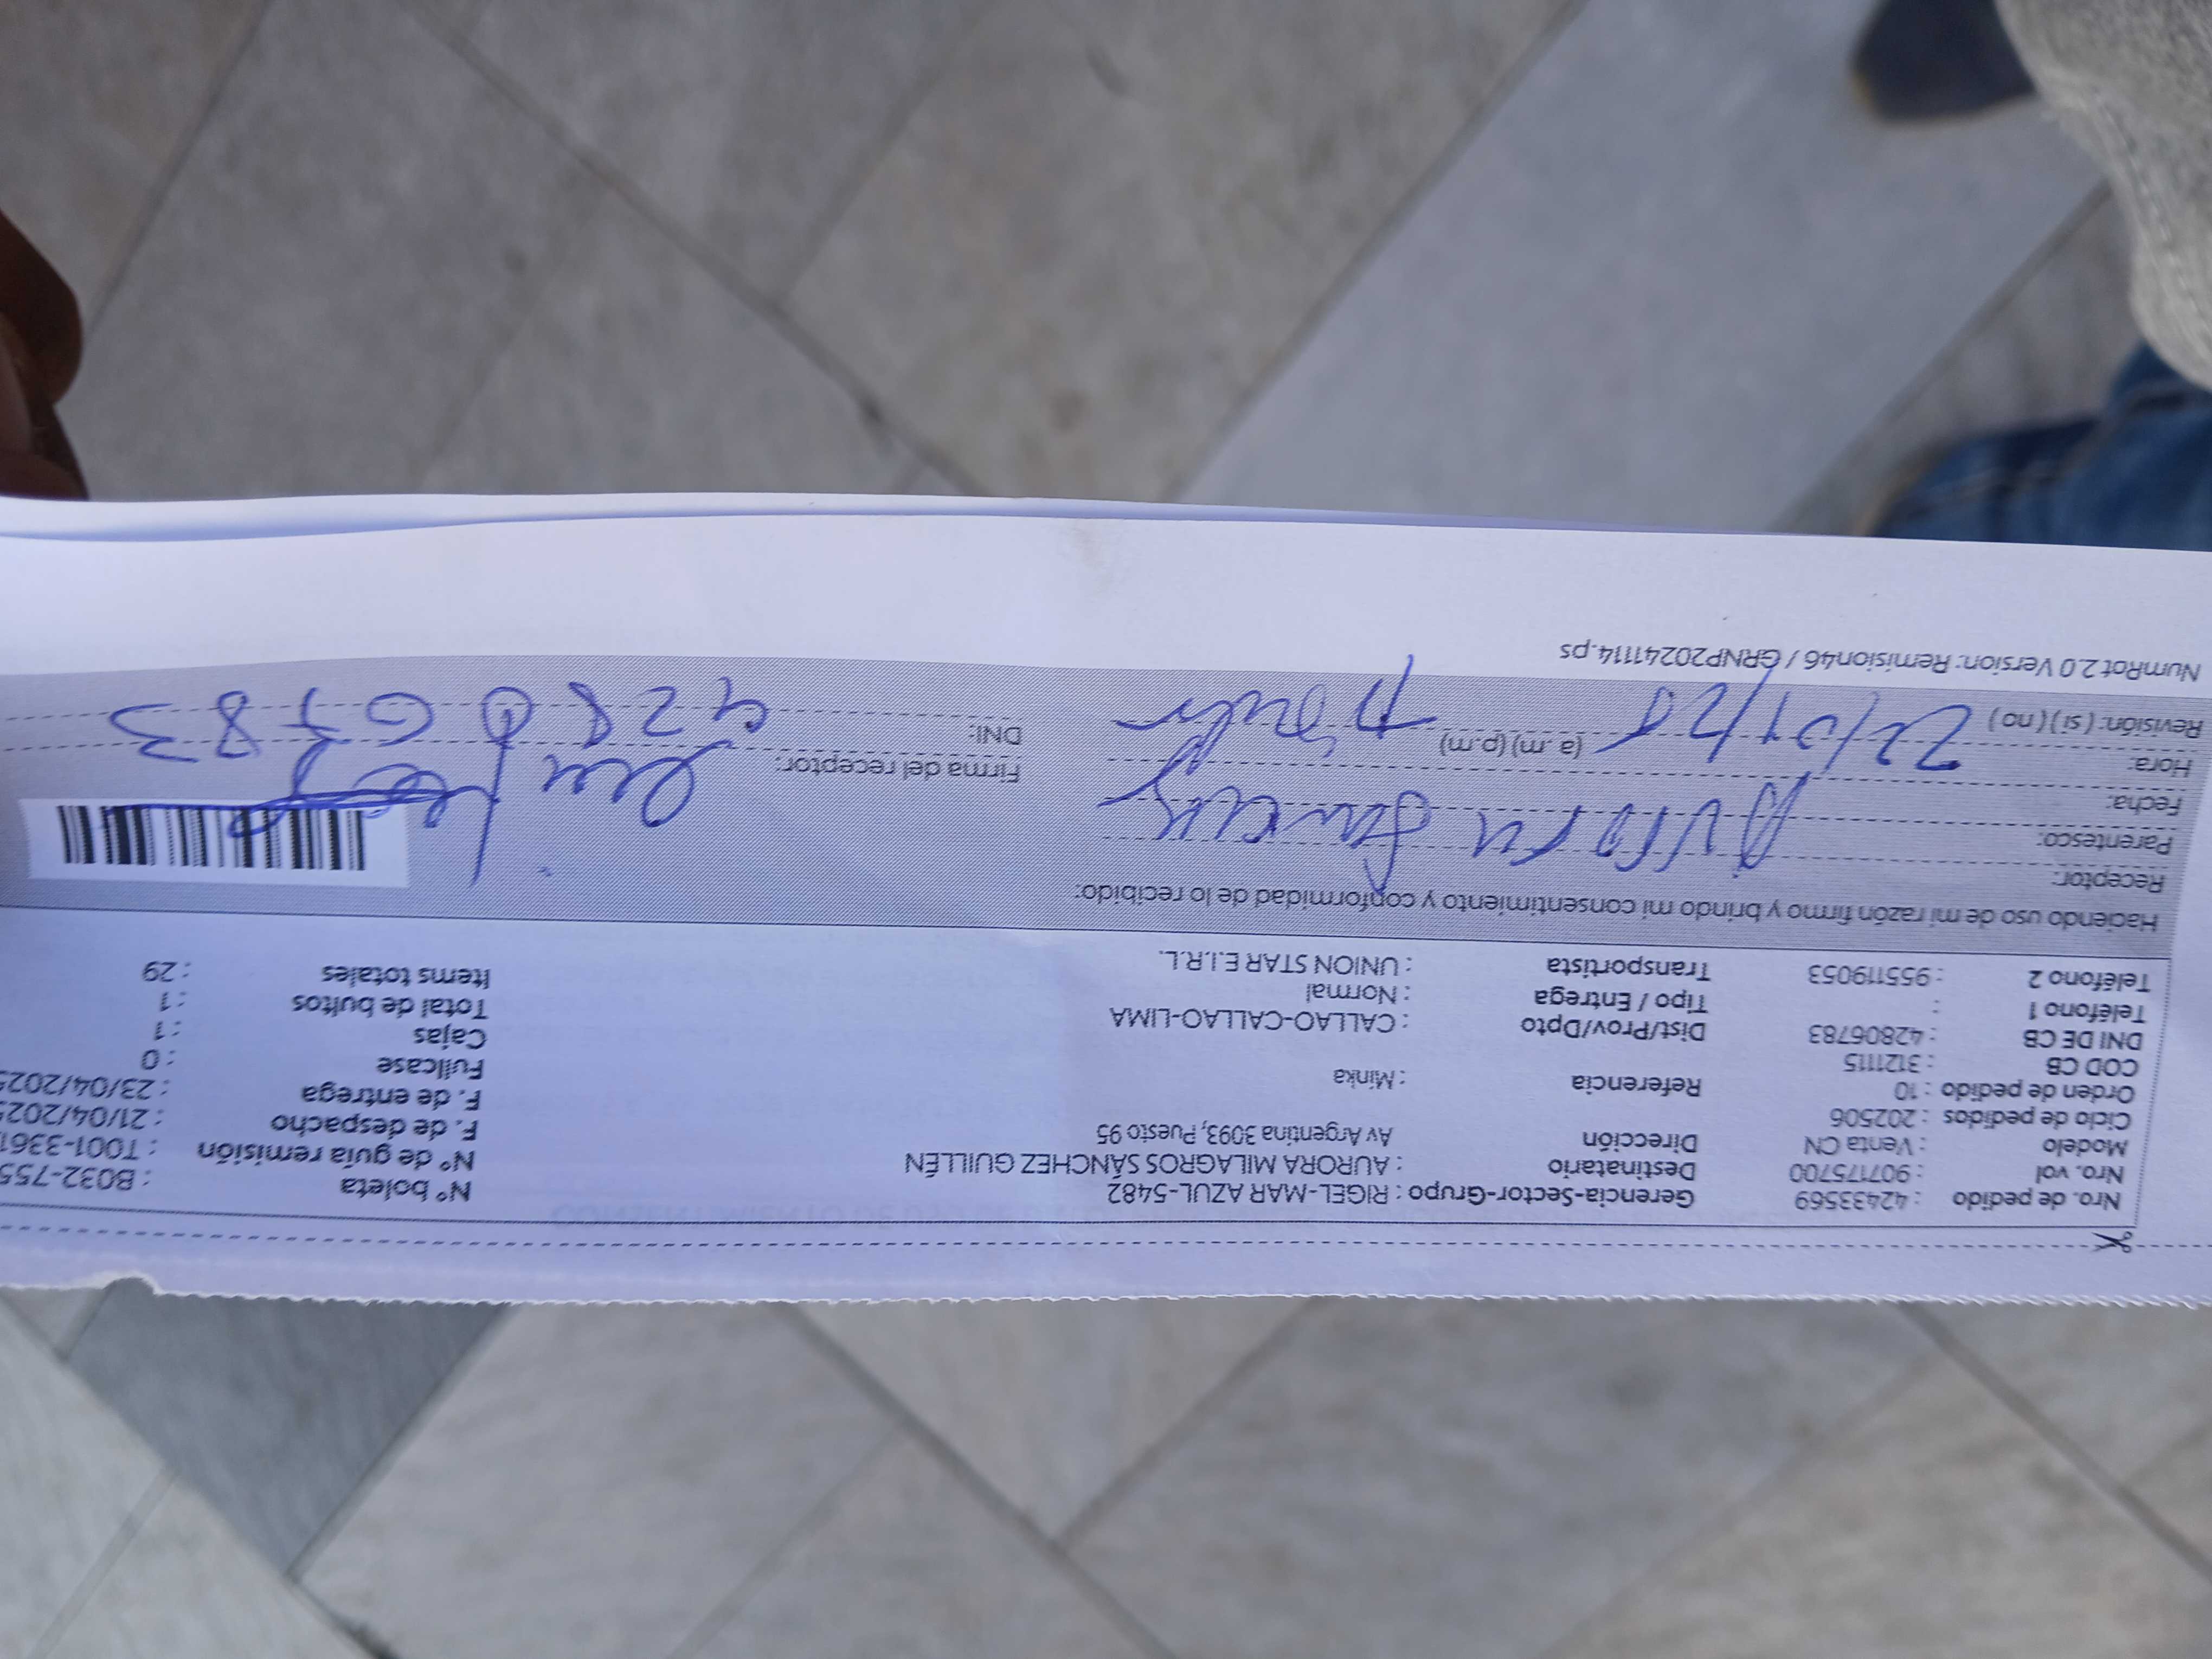 Nro. de pedido : 42433569 Gerencia-Sector-Grupo : RIGEL-MAR AZUL-5482 N° boleta : B032-755
Nro. vol : 907175700 Destinatario : AURORA MILAGROS SÁNCHEZ GUILLÉN N° de guía remisión : T001-3361
Modelo : Venta CN Dirección Av Argentina 3093, Puesto 95 F. de despacho : 21/04/202
Ciclo de pedidos : 202506 F. de entrega : 23/04/202
Orden de pedido : 10 Referencia : Minka Fullcase : 0
COD CB : 3121115 Cajas : 1
DNI DE CB : 42806783 Dist/Prov/Dpto : CALLAO-CALLAO-LIMA Total de bultos : 1
Teléfono 1 : Tipo / Entrega : Normal Items totales : 29
Teléfono 2 : 955119053 Transportista : UNION STAR E.I.R.L.
Haciendo uso de mi razón firmo y brindo mi consentimiento y conformidad de lo recibido:
Receptor:
Parentesco: Aurora
Fecha: Firma del receptor:
Hora: (a.m) (p.m) DNI: 42806783
Revisión: ( si ) ( no )
NumRot 2.0 Version: Remision46 / GRNP20241114.ps